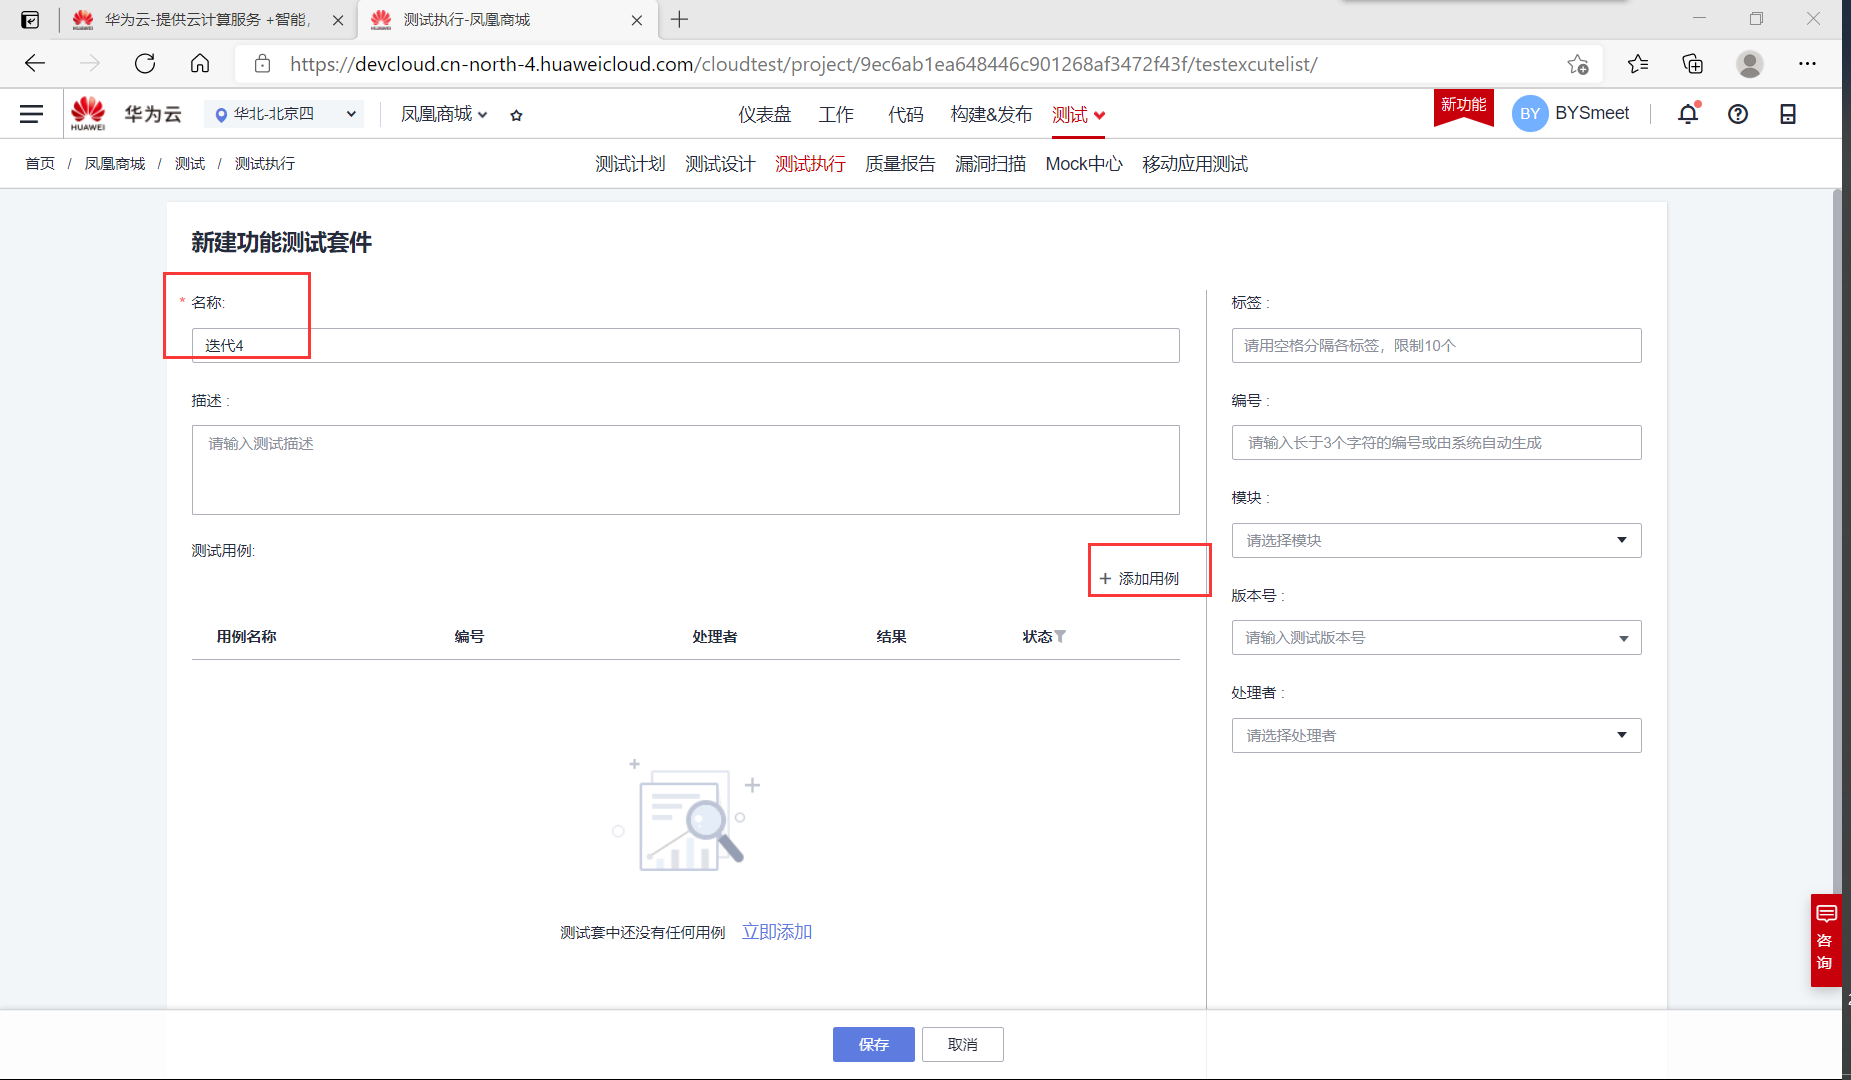 华为云-提供云计算服务 +智能,
测试执行-凤凰商城
https://devcloud.cn-north-4.huaweicloud.com/cloudtest/project/9ec6ab1ea648446c901268af3472f43f/testexcutelist/
HUAWEI 华为云 华北-北京四 凤凰商城 仪表盘 工作 代码 构建&发布 测试 新功能 BY BYSmeet
首页 / 凤凰商城 / 测试 / 测试执行 测试计划 测试设计 测试执行 质量报告 漏洞扫描 Mock中心 移动应用测试
新建功能测试套件
* 名称:
迭代4
描述 :
请输入测试描述
测试用例:
+ 添加用例
用例名称 编号 处理者 结果 状态
测试套中还没有任何用例 立即添加
标签 :
请用空格分隔各标签，限制10个
编号 :
请输入长于3个字符的编号或由系统自动生成
模块 :
请选择模块
版本号 :
请输入测试版本号
处理者 :
请选择处理者
咨
询
保存 取消